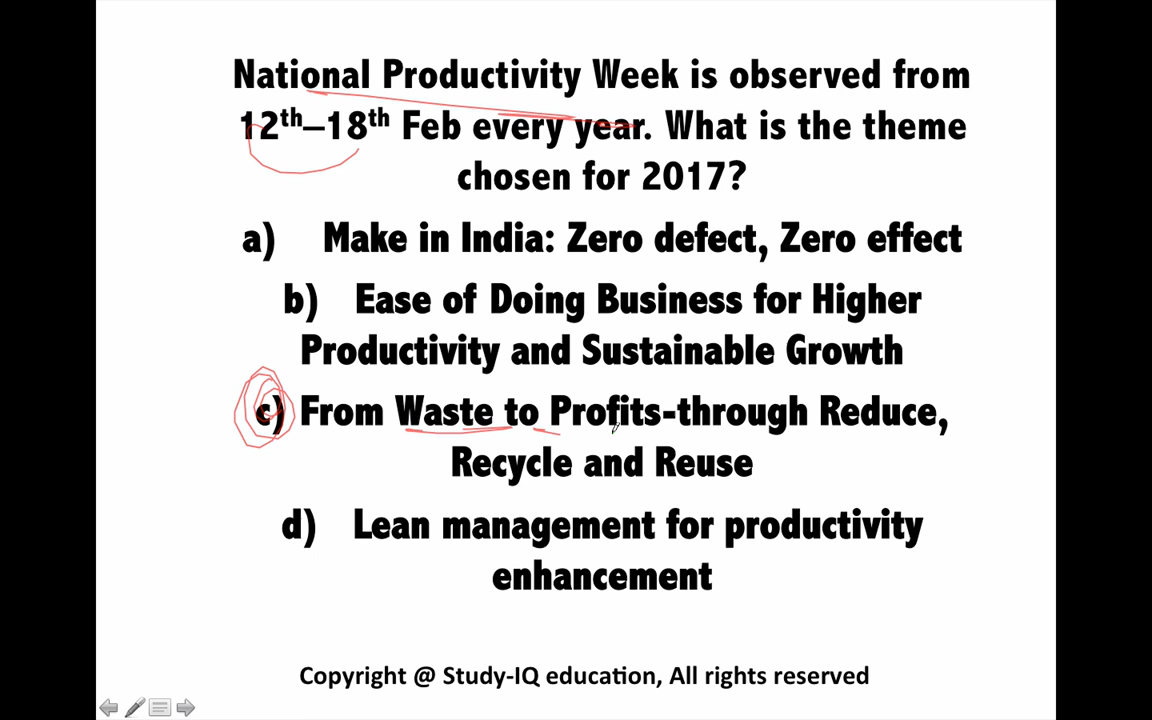 National Productivity Week is observed from
12th–18th Feb every year. What is the theme
chosen for 2017?
a) Make in India: Zero defect, Zero effect
b) Ease of Doing Business for Higher
Productivity and Sustainable Growth
c) From Waste to Profits-through Reduce,
Recycle and Reuse
d) Lean management for productivity
enhancement
Copyright @ Study-IQ education, All rights reserved